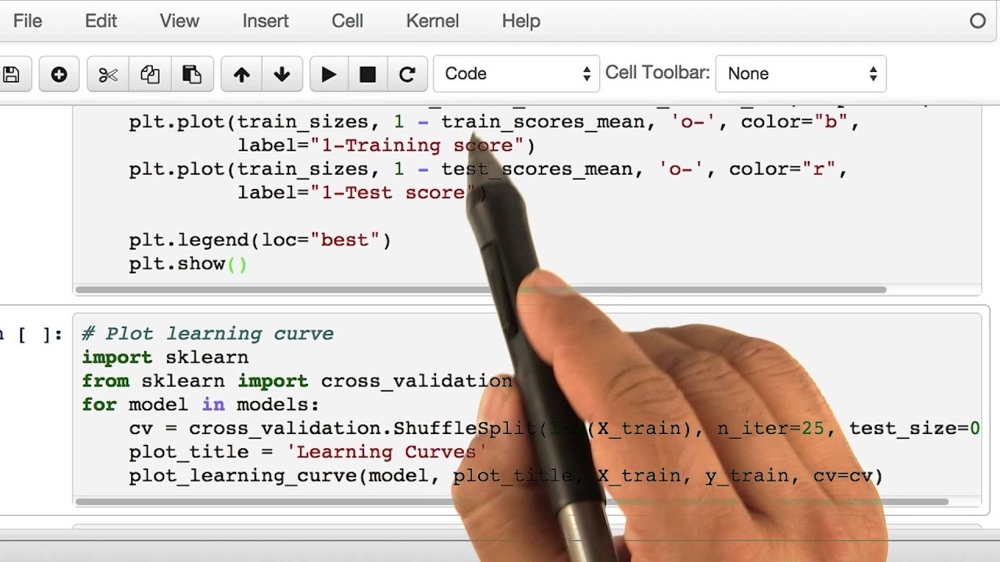 File Edit View Insert Cell Kernel Help
Code Cell Toolbar: None
plt.plot(train_sizes, 1 - train_scores_mean, 'o-', color="b",
label="1-Training score")
plt.plot(train_sizes, 1 - test_scores_mean, 'o-', color="r",
label="1-Test score")
plt.legend(loc="best")
plt.show()
[ ]:
# Plot learning curve
import sklearn
from sklearn import cross_validation
for model in models:
cv = cross_validation.ShuffleSplit(len(X_train), n_iter=25, test_size=0
plot_title = 'Learning Curves'
plot_learning_curve(model, plot_title, X_train, y_train, cv=cv)